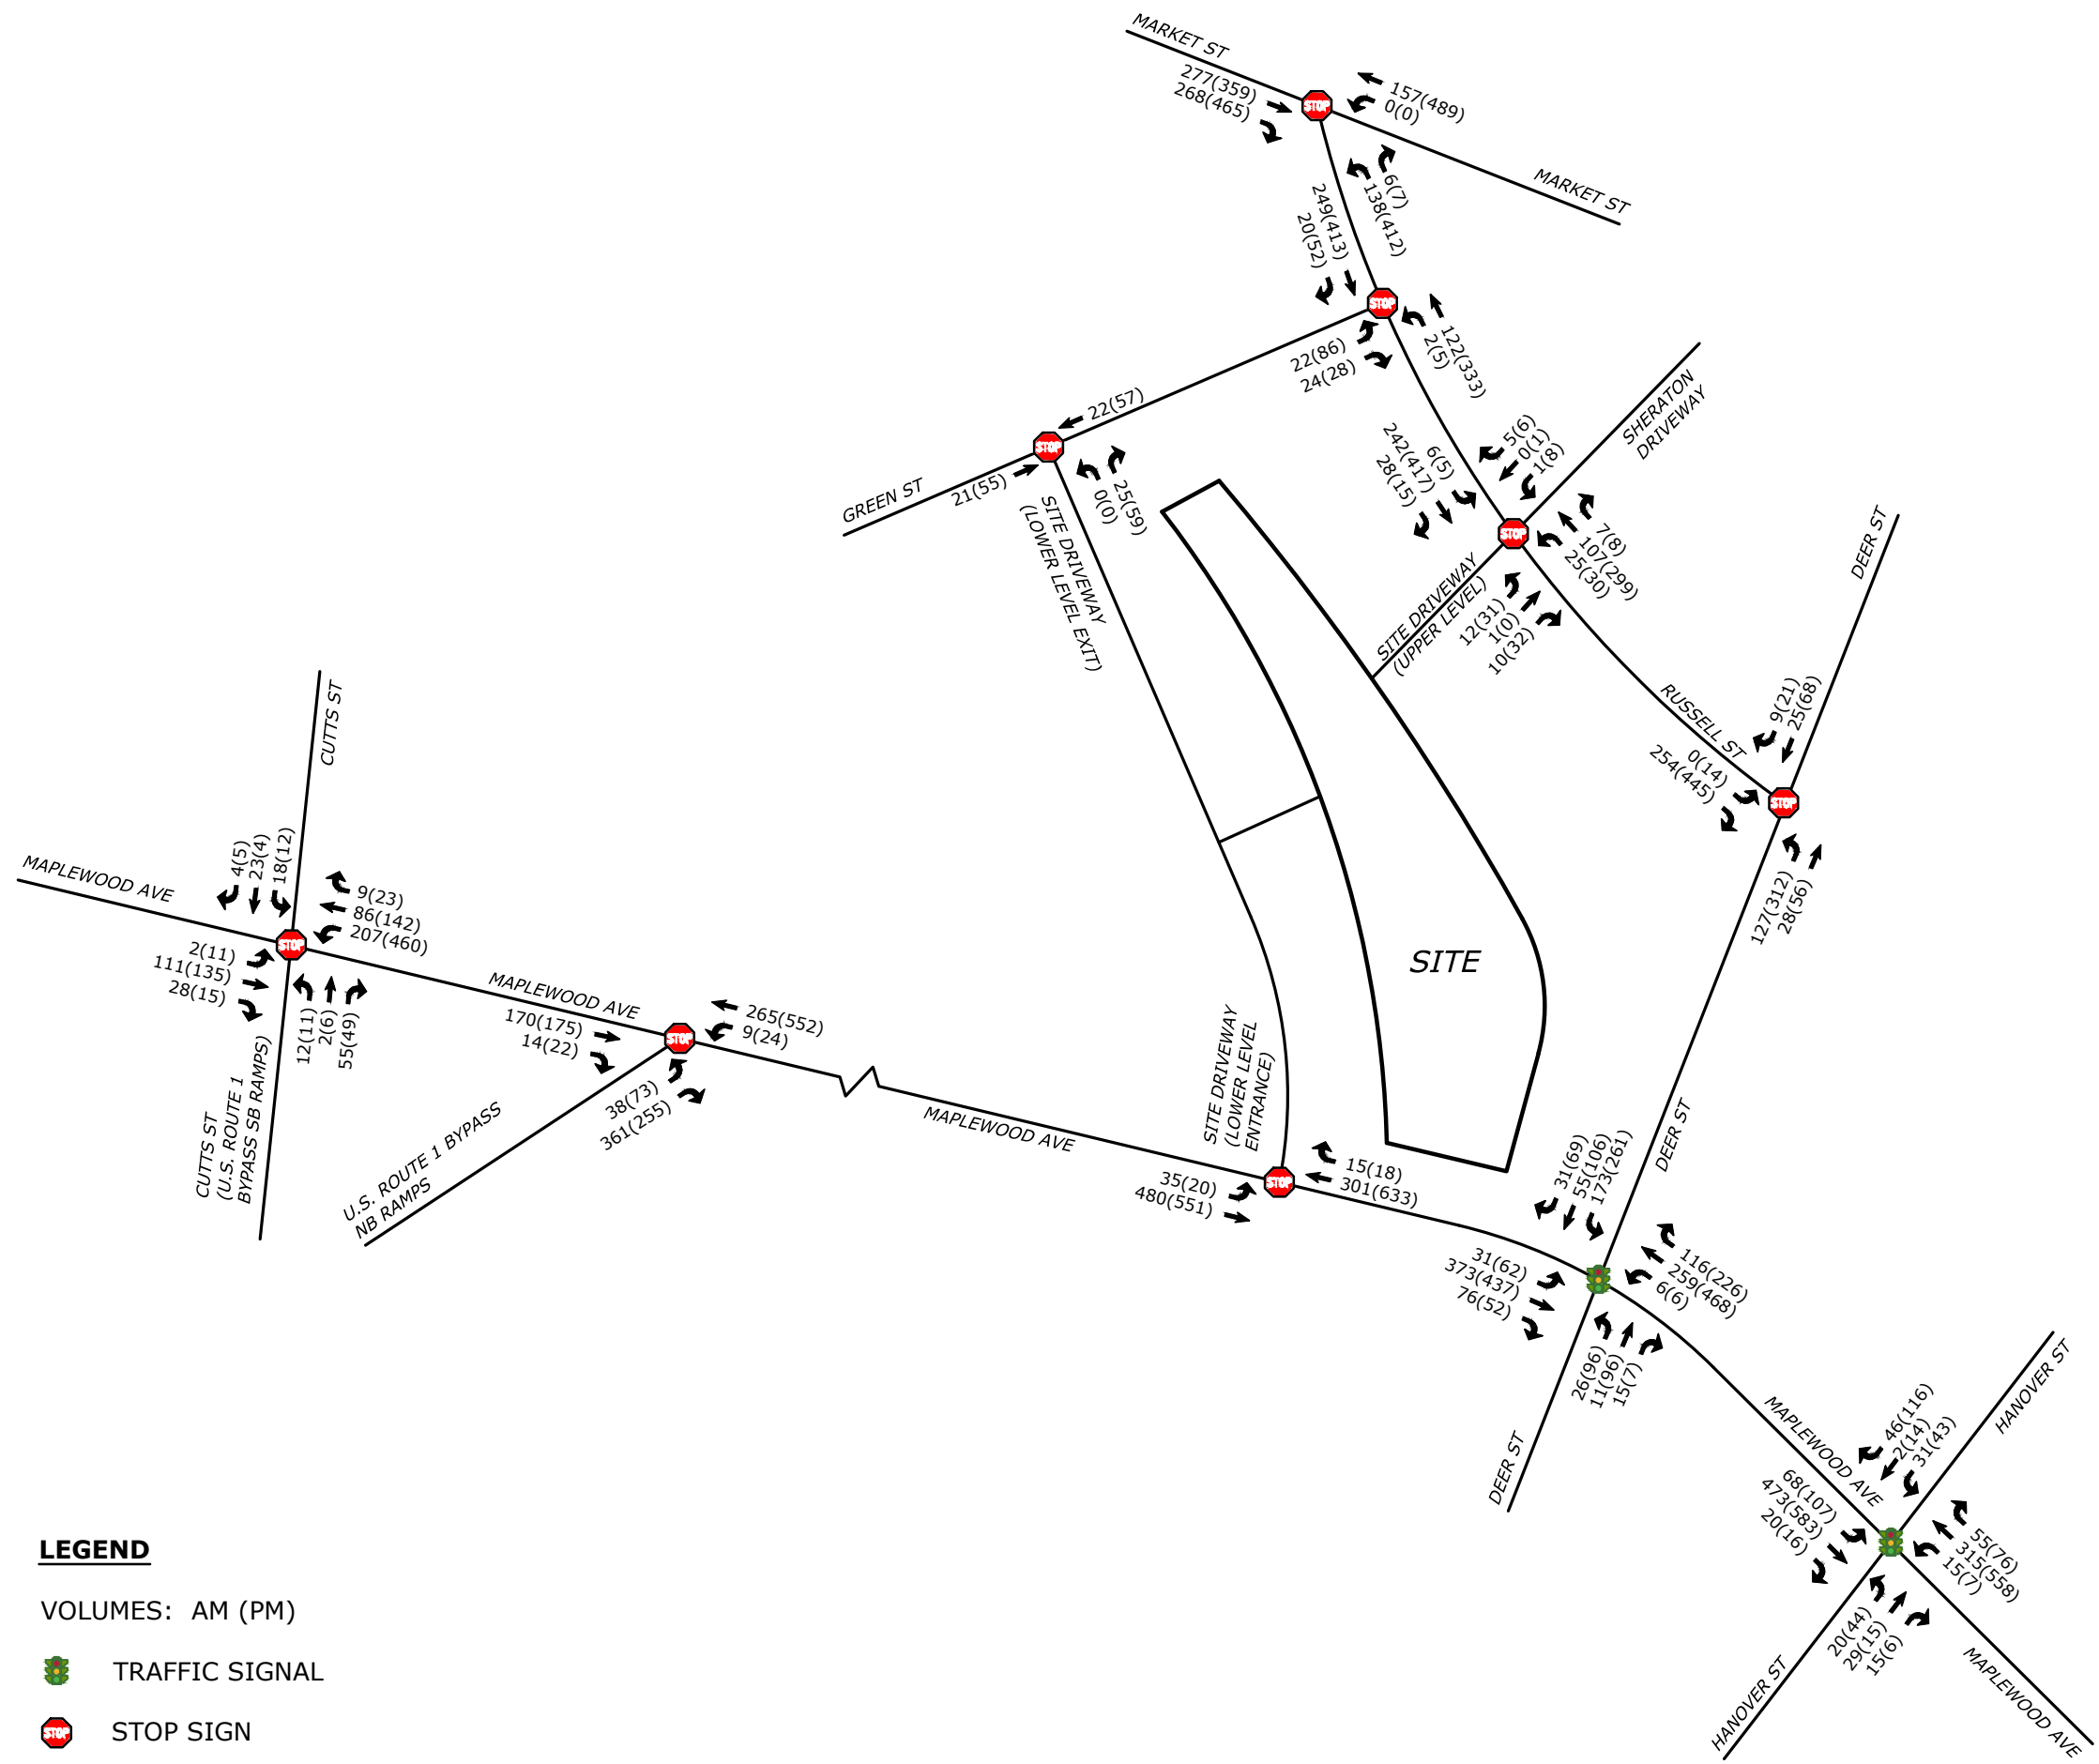 MARKET ST
277(359)
268(465)
157(489)
0(0)
STOP
MARKET ST
6(7)
138(412)
249(413)
20(52)
STOP
22(86)
24(28)
122(333)
2(5)
22(57)
STOP
21(55)
GREEN ST
25(59)
0(0)
SITE DRIVEWAY
(LOWER LEVEL EXIT)
SHERATON
DRIVEWAY
5(6)
0(1)
1(8)
6(5)
242(417)
28(15)
STOP
7(8)
107(299)
25(30)
12(31)
1(0)
10(32)
SITE DRIVEWAY
(UPPER LEVEL)
DEER ST
RUSSELL ST
9(21)
25(68)
0(14)
254(445)
STOP
127(312)
28(56)
CUTTS ST
MAPLEWOOD AVE
4(5)
23(4)
18(12)
9(23)
86(142)
207(460)
STOP
2(11)
111(135)
28(15)
12(11)
2(6)
55(49)
CUTTS ST
(U.S. ROUTE 1
BYPASS SB RAMPS)
MAPLEWOOD AVE
170(175)
14(22)
265(552)
9(24)
STOP
38(73)
361(255)
U.S. ROUTE 1 BYPASS
NB RAMPS
MAPLEWOOD AVE
SITE
SITE DRIVEWAY
(LOWER LEVEL
ENTRANCE)
35(20)
480(551)
STOP
15(18)
301(633)
DEER ST
31(69)
55(106)
173(261)
31(62)
373(437)
76(52)
116(226)
259(468)
6(6)
26(96)
11(96)
15(7)
DEER ST
MAPLEWOOD AVE
HANOVER ST
46(116)
2(14)
31(43)
68(107)
473(583)
20(16)
55(76)
315(558)
15(7)
20(44)
29(15)
15(6)
HANOVER ST
MAPLEWOOD AVE
LEGEND
VOLUMES: AM (PM)
TRAFFIC SIGNAL
STOP STOP SIGN